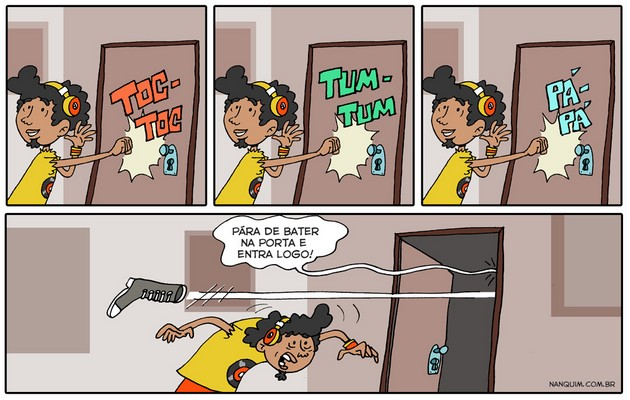 TOC-
TOC
TUM-
TUM
PÁ-
PÁ
PÁRA DE BATER
NA PORTA E
ENTRA LOGO!
NANQUIM.COM.BR